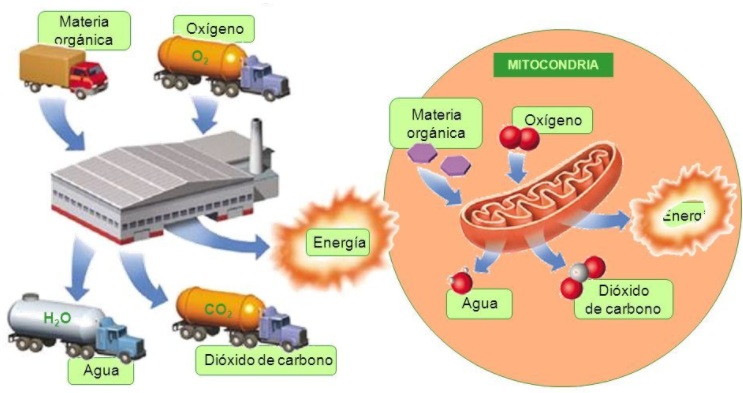 Materia
orgánica
Oxígeno
O₂
Energía
H₂O
Agua
CO₂
Dióxido de carbono
MITOCONDRIA
Materia
orgánica
Oxígeno
Agua
Dióxido
de carbono